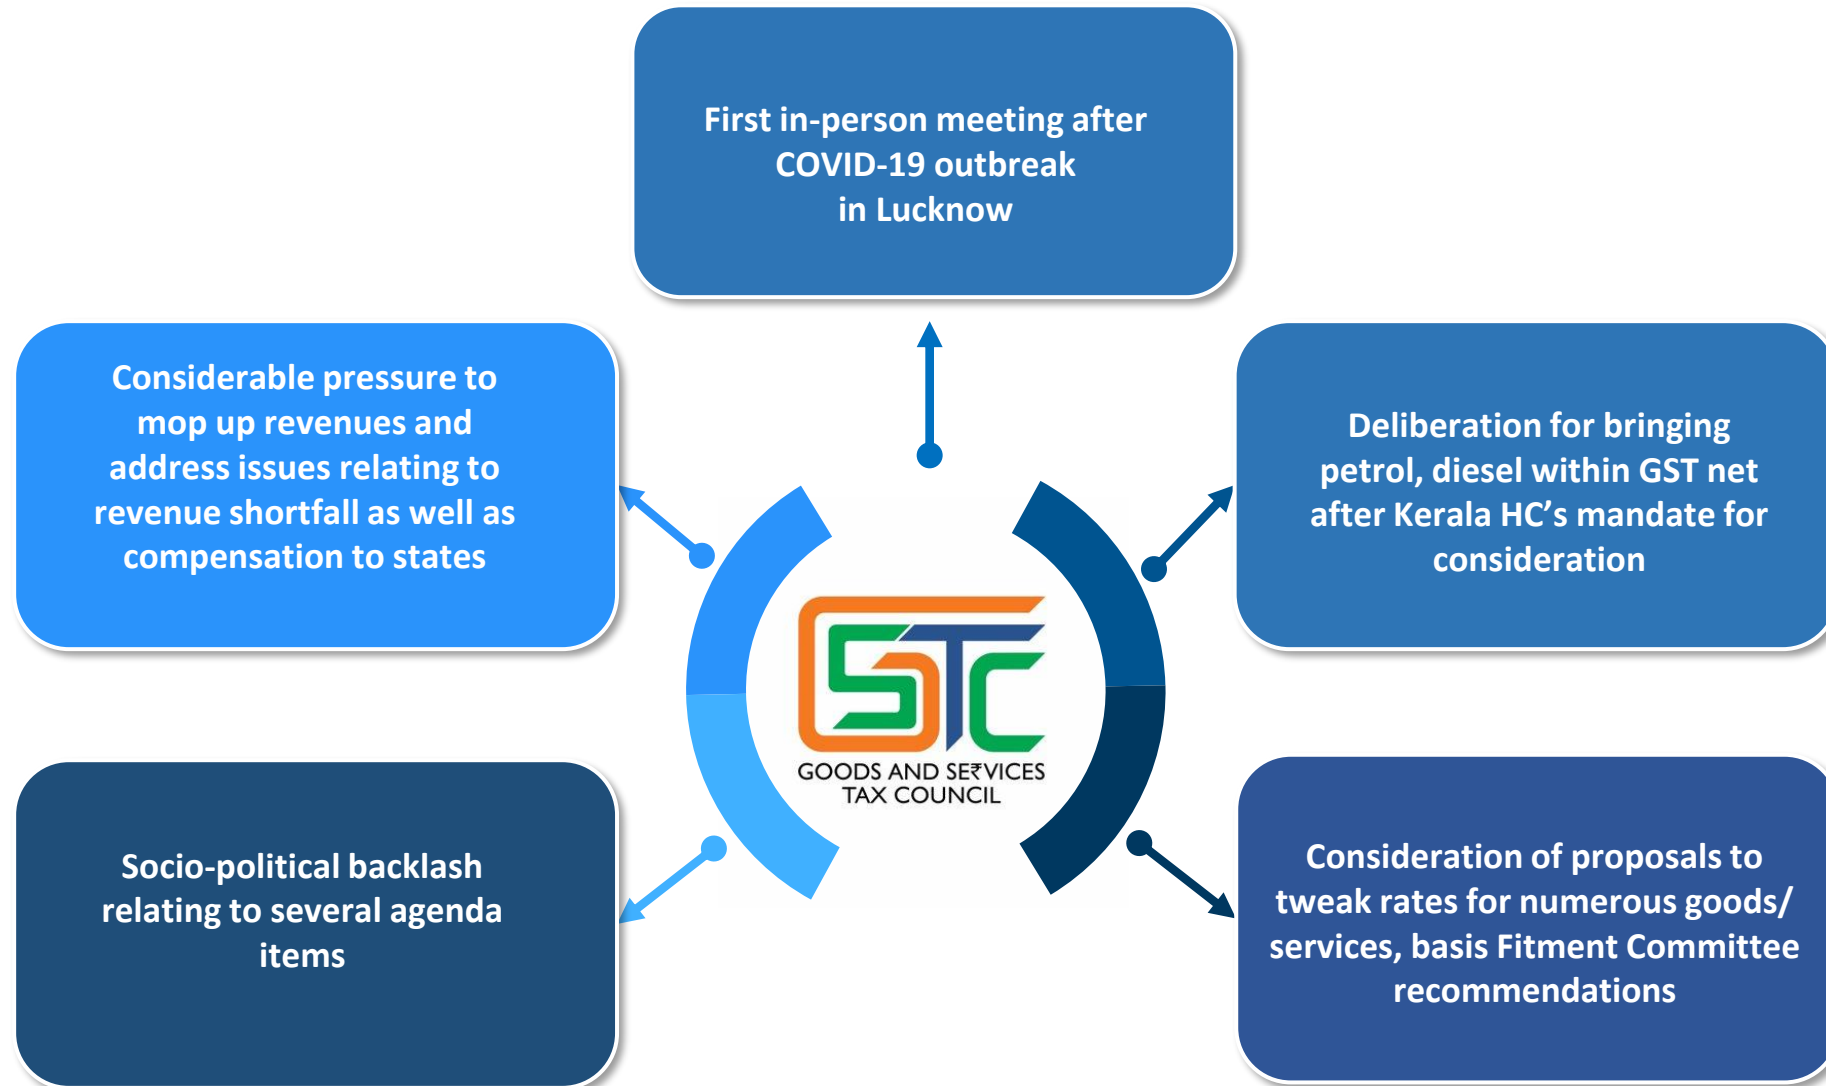 First in-person meeting after
COVID-19 outbreak
in Lucknow
Considerable pressure to
mop up revenues and
address issues relating to
revenue shortfall as well as
compensation to states
Deliberation for bringing
petrol, diesel within GST net
after Kerala HC’s mandate for
consideration
GSTC
GOODS AND SE₹VICES
TAX COUNCIL
Socio-political backlash
relating to several agenda
items
Consideration of proposals to
tweak rates for numerous goods/
services, basis Fitment Committee
recommendations